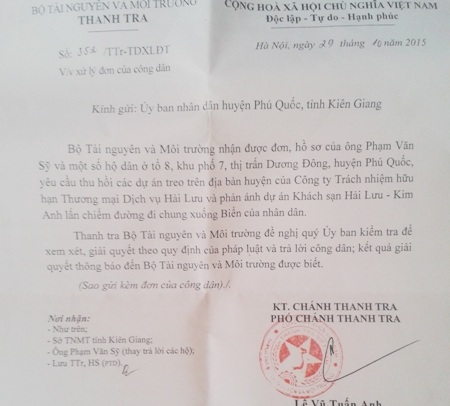 BỘ TÀI NGUYÊN VÀ MÔI TRƯỜNG
THANH TRA
CỘNG HOÀ XÃ HỘI CHỦ NGHĨA VIỆT NAM
Độc lập - Tự do - Hạnh phúc
Số: 352 /TTr-TDXLĐT
V/v xử lý đơn của công dân
Hà Nội, ngày 29 tháng 10 năm 2015
Kính gửi: Ủy ban nhân dân huyện Phú Quốc, tỉnh Kiên Giang
Bộ Tài nguyên và Môi trường nhận được đơn, hồ sơ của ông Phạm Văn
Sỹ và một số hộ dân ở tổ 8, khu phố 7, thị trấn Dương Đông, huyện Phú Quốc,
yêu cầu thu hồi các dự án treo trên địa bàn huyện của Công ty Trách nhiệm hữu
hạn Thương mại Dịch vụ Hải Lưu và phản ánh dự án Khách sạn Hải Lưu - Kim
Anh lấn chiếm đường đi chung xuống Biển của nhân dân.
Thanh tra Bộ Tài nguyên và Môi trường đề nghị quý Ủy ban kiểm tra để
xem xét, giải quyết theo quy định của pháp luật và trả lời công dân; kết quả giải
quyết thông báo đến Bộ Tài nguyên và Môi trường được biết.
(Sao gửi kèm đơn của công dân)./.
Nơi nhận:
- Như trên;
- Sở TNMT tỉnh Kiên Giang;
- Ông Phạm Văn Sỹ (thay trả lời các hộ);
- Lưu TTr, HS (PTD).
KT. CHÁNH THANH TRA
PHÓ CHÁNH THANH TRA
Lê Vũ Tuấn Anh